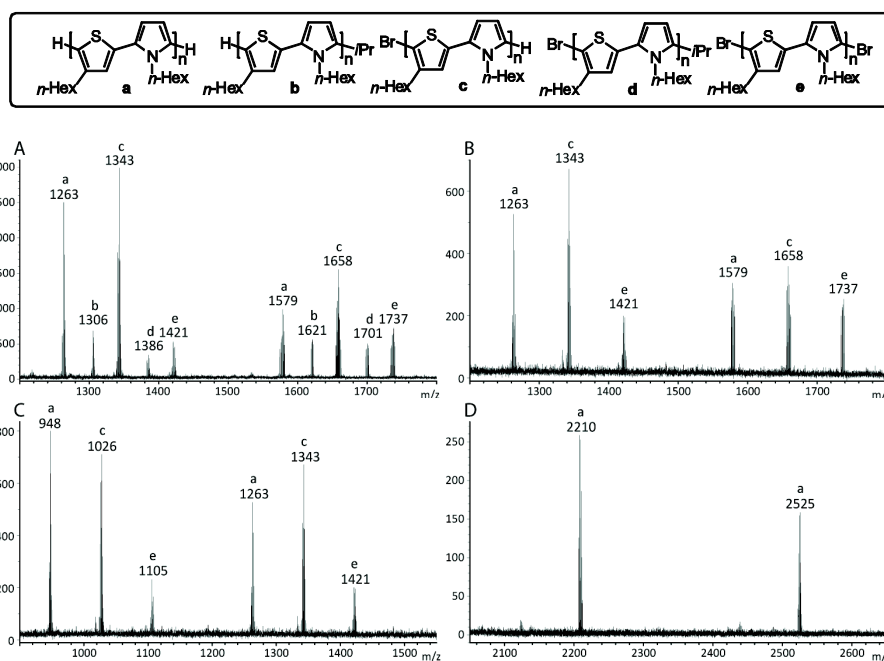 H S N H n n-Hex n-Hex a
H S N iPr n n-Hex n-Hex b
Br S N H n n-Hex n-Hex c
Br S N iPr n n-Hex n-Hex d
Br S N Br n n-Hex n-Hex e
A
a
1263
b
1306
c
1343
d
1386
e
1421
a
1579
b
1621
c
1658
d
1701
e
1737
500
0
1300 1400 1500 1600 1700 m/z
B
600
400
200
0
a
1263
c
1343
e
1421
a
1579
c
1658
e
1737
1300 1400 1500 1600 1700
C
a
948
c
1026
e
1105
a
1263
c
1343
e
1421
0
1000 1100 1200 1300 1400 1500 m/z
D
250
200
150
100
50
0
a
2210
a
2525
2100 2200 2300 2400 2500 2600